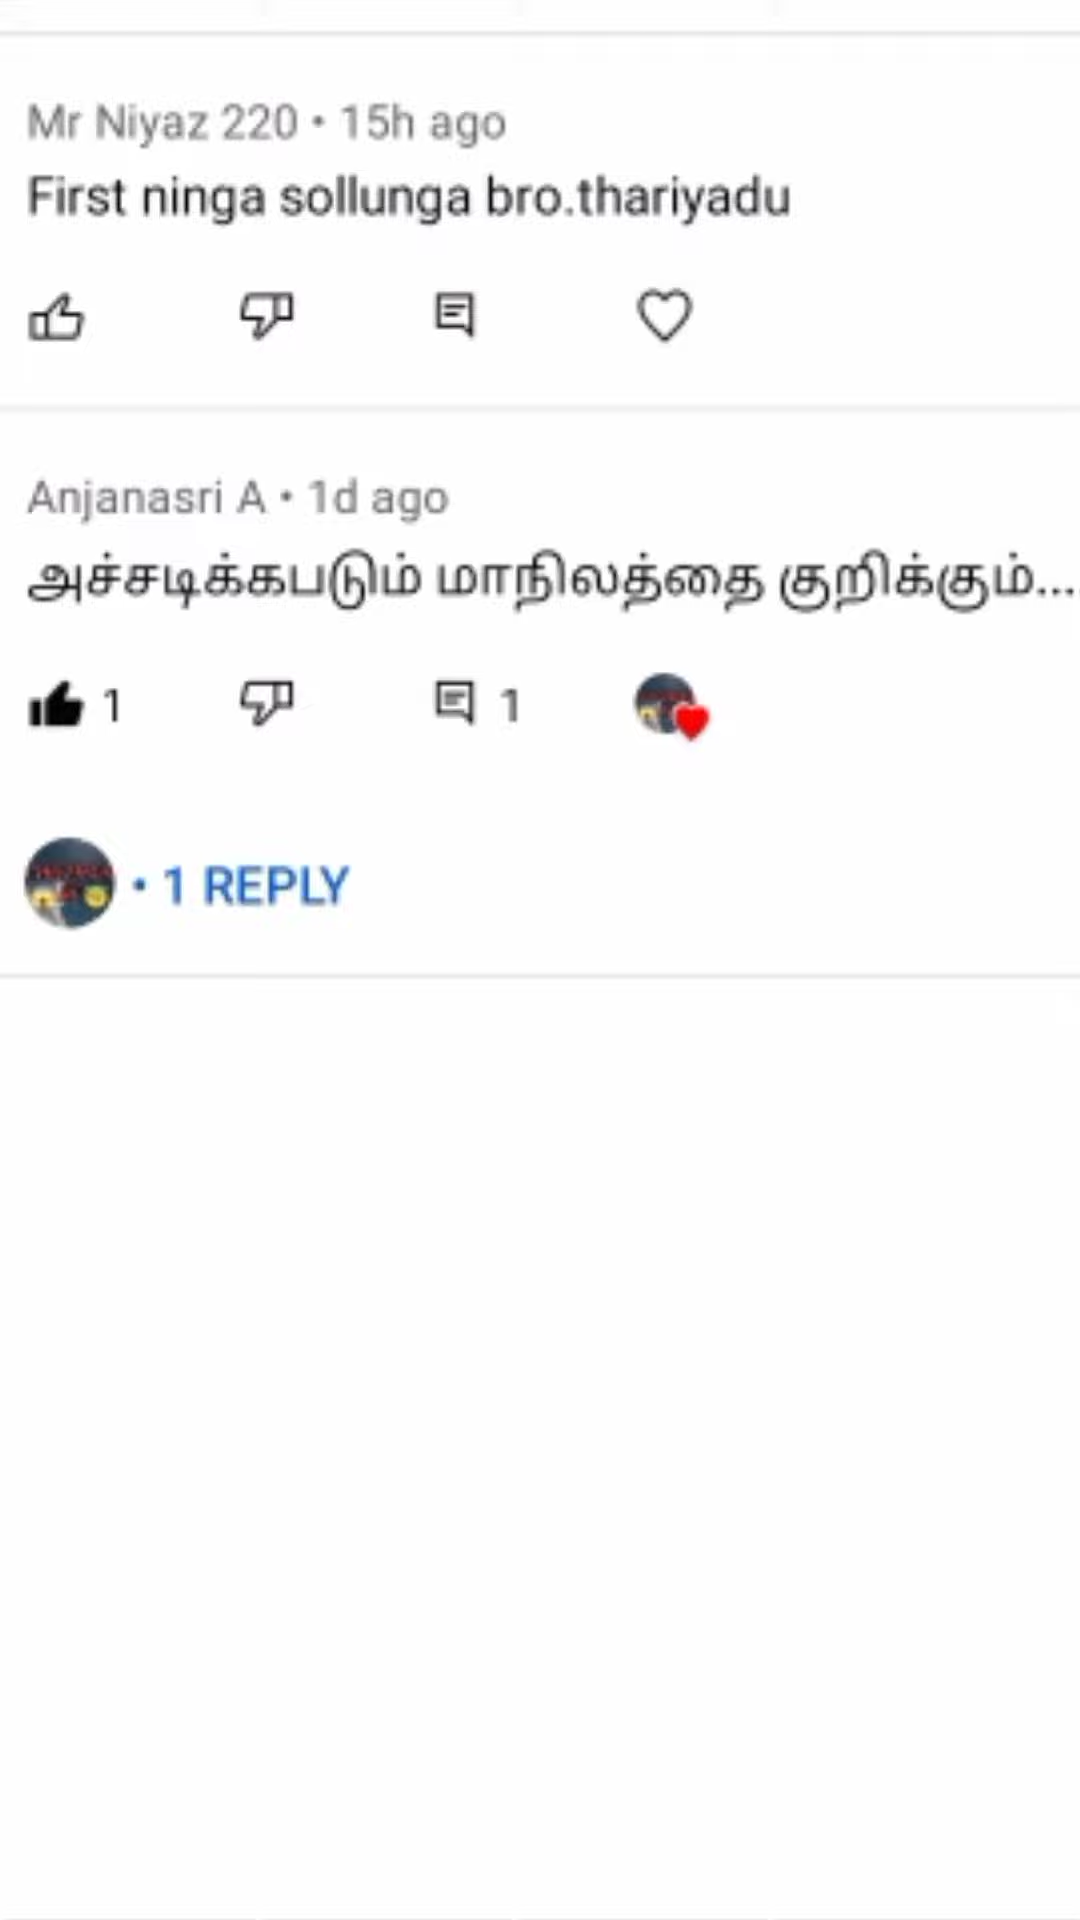 Mr Niyaz 220 • 15h ago
First ninga sollunga bro.thariyadu
Anjanasri A • 1d ago
அச்சடிக்கபடும் மாநிலத்தை குறிக்கும்...
1
1
• 1 REPLY